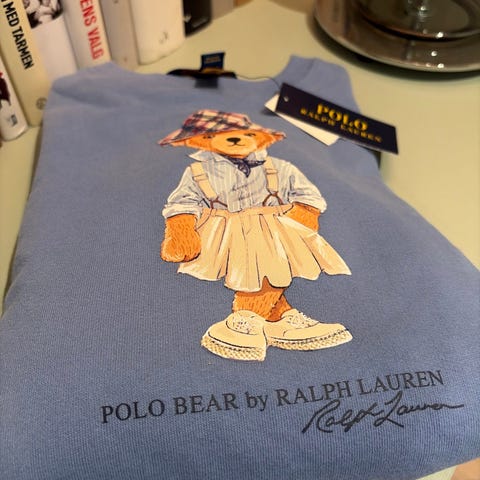 MED TARMEN
ENS VALG
POLO
RALPH LAUREN
POLO BEAR by RALPH LAUREN
Ralph Lauren